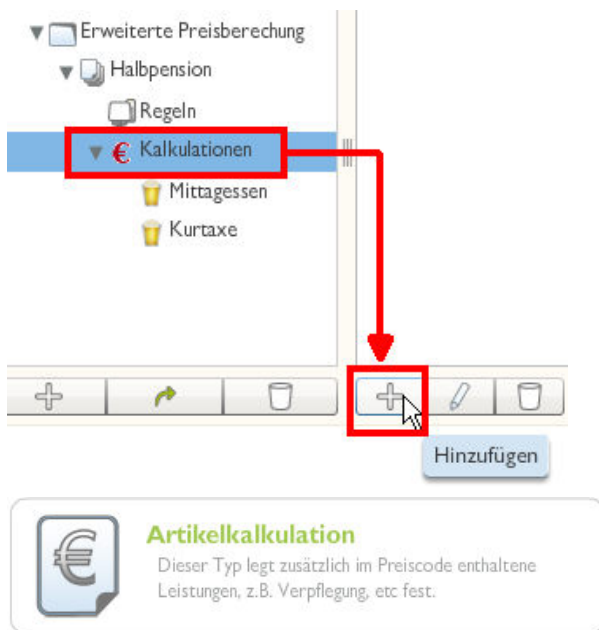 Erweiterte Preisberechung
Halbpension
Regeln
€ Kalkulationen
Mittagessen
Kurtaxe
Hinzufügen
€
Artikelkalkulation
Dieser Typ legt zusätzlich im Preiscode enthaltene
Leistungen, z.B. Verpflegung, etc fest.